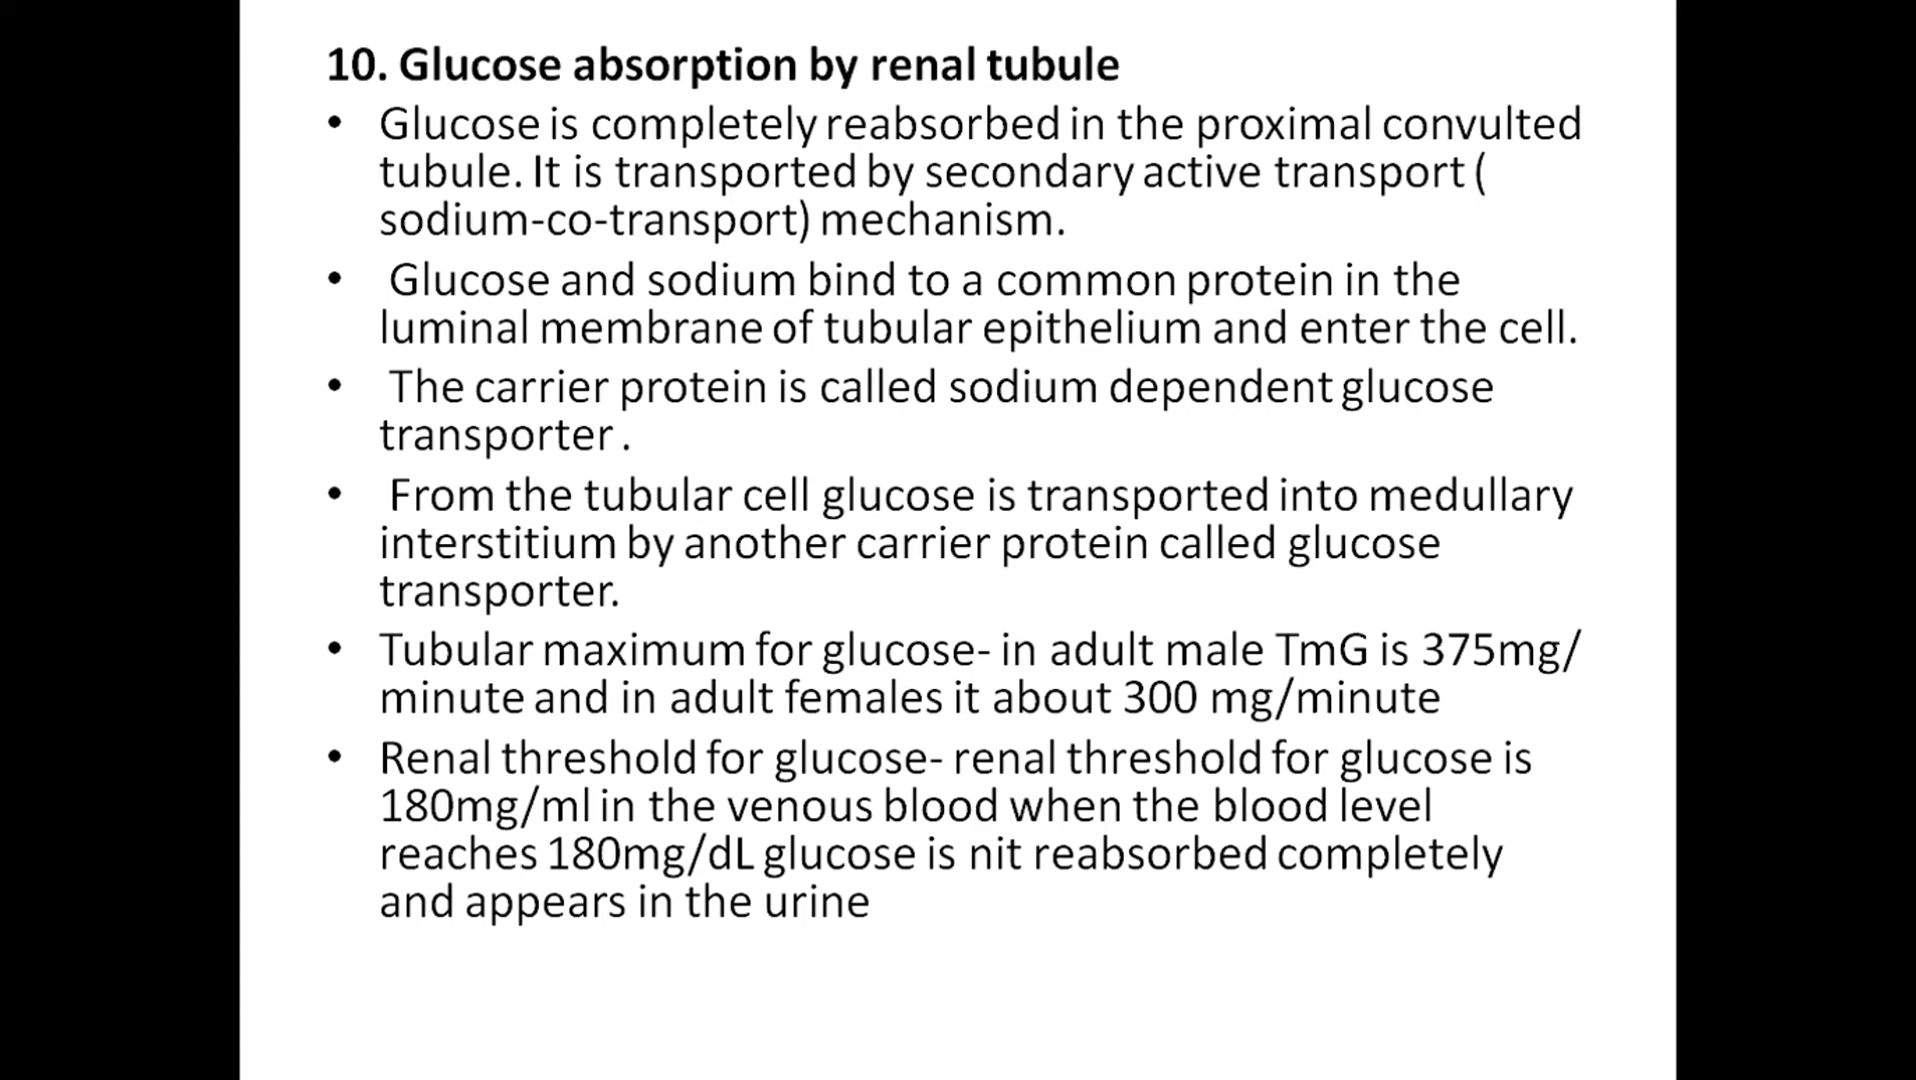 10. Glucose absorption by renal tubule
• Glucose is completely reabsorbed in the proximal convulted
tubule. It is transported by secondary active transport (
sodium-co-transport) mechanism.
• Glucose and sodium bind to a common protein in the
luminal membrane of tubular epithelium and enter the cell.
• The carrier protein is called sodium dependent glucose
transporter .
• From the tubular cell glucose is transported into medullary
interstitium by another carrier protein called glucose
transporter.
• Tubular maximum for glucose- in adult male TmG is 375mg/
minute and in adult females it about 300 mg/minute
• Renal threshold for glucose- renal threshold for glucose is
180mg/ml in the venous blood when the blood level
reaches 180mg/dL glucose is nit reabsorbed completely
and appears in the urine